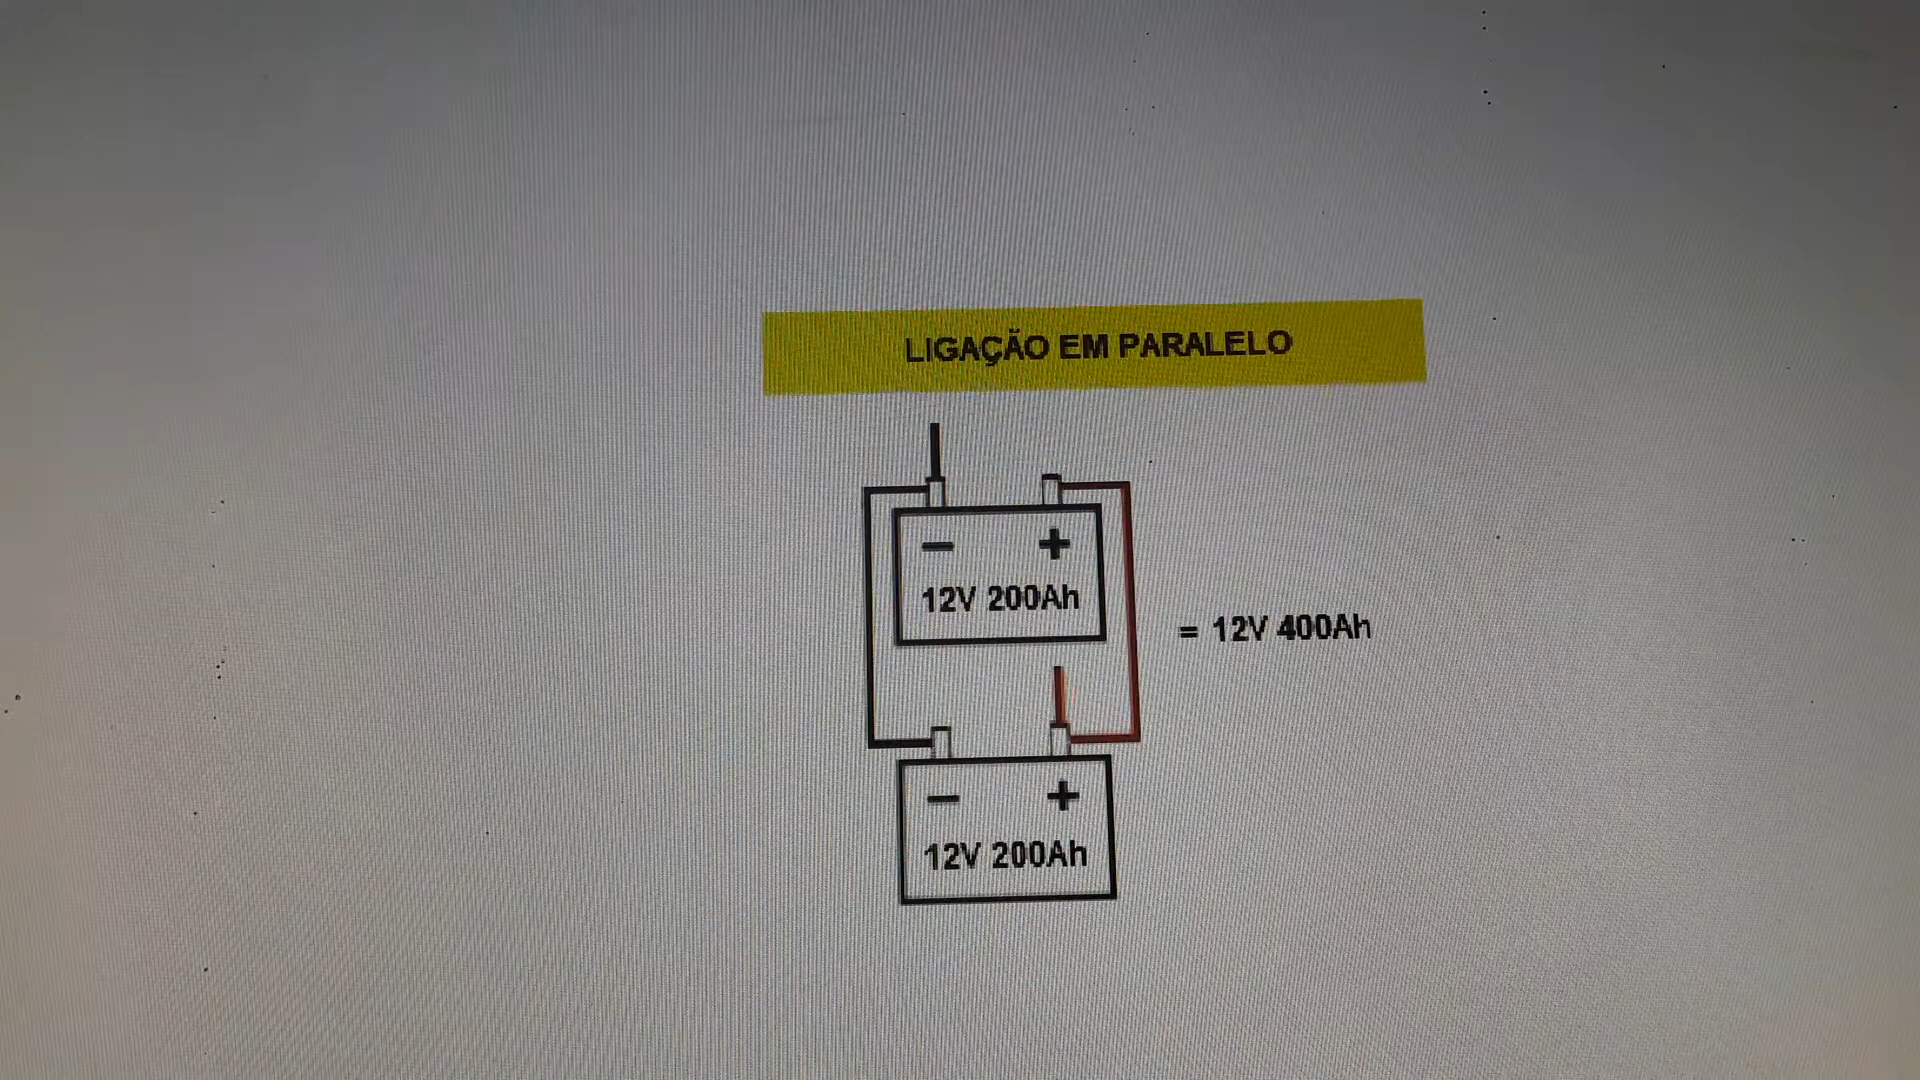 LIGAÇÃO EM PARALELO
− +
12V 200Ah
= 12V 400Ah
− +
12V 200Ah